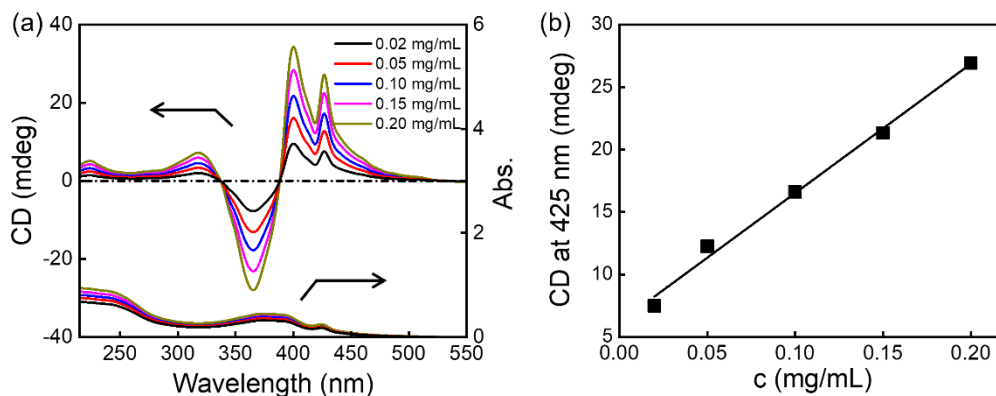 (a)
40
20
0
-20
-40
CD (mdeg)
0.02 mg/mL
0.05 mg/mL
0.10 mg/mL
0.15 mg/mL
0.20 mg/mL
6
4
2
0
Abs.
250 300 350 400 450 500 550
Wavelength (nm)
(b)
30
25
20
15
10
5
CD at 425 nm (mdeg)
0.00 0.05 0.10 0.15 0.20
c (mg/mL)